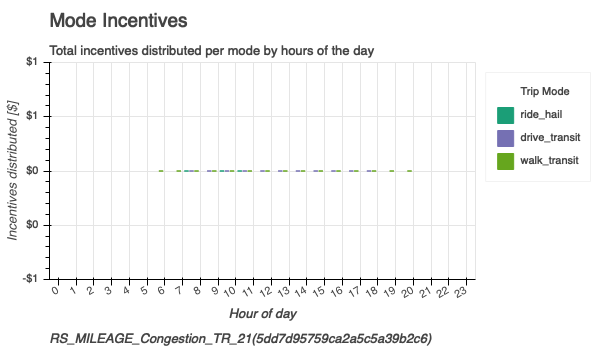 Mode Incentives
Total incentives distributed per mode by hours of the day
$1
$1
$0
$0
-$1
Incentives distributed [$]
0 1 2 3 4 5 6 7 8 9 10 11 12 13 14 15 16 17 18 19 20 21 22 23
Hour of day
Trip Mode
ride_hail
drive_transit
walk_transit
RS_MILEAGE_Congestion_TR_21(5dd7d95759ca2a5c5a39b2c6)